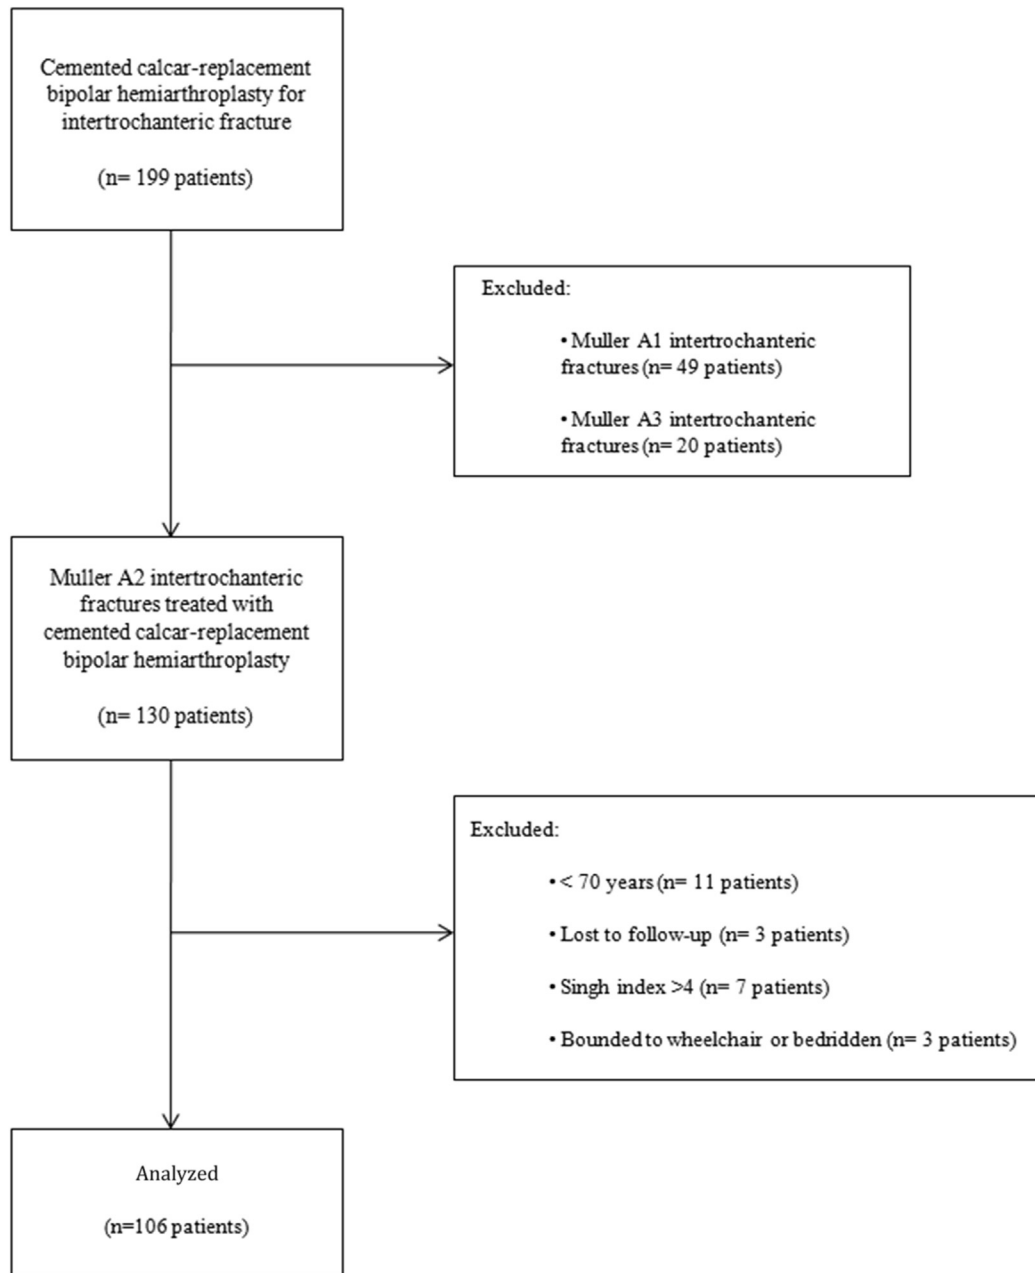 Cemented calcar-replacement
bipolar hemiarthroplasty for
intertrochanteric fracture
(n= 199 patients)
Excluded:
• Muller A1 intertrochanteric
fractures (n= 49 patients)
• Muller A3 intertrochanteric
fractures (n= 20 patients)
Muller A2 intertrochanteric
fractures treated with
cemented calcar-replacement
bipolar hemiarthroplasty
(n= 130 patients)
Excluded:
• < 70 years (n= 11 patients)
• Lost to follow-up (n= 3 patients)
• Singh index >4 (n= 7 patients)
• Bounded to wheelchair or bedridden (n= 3 patients)
Analyzed
(n=106 patients)